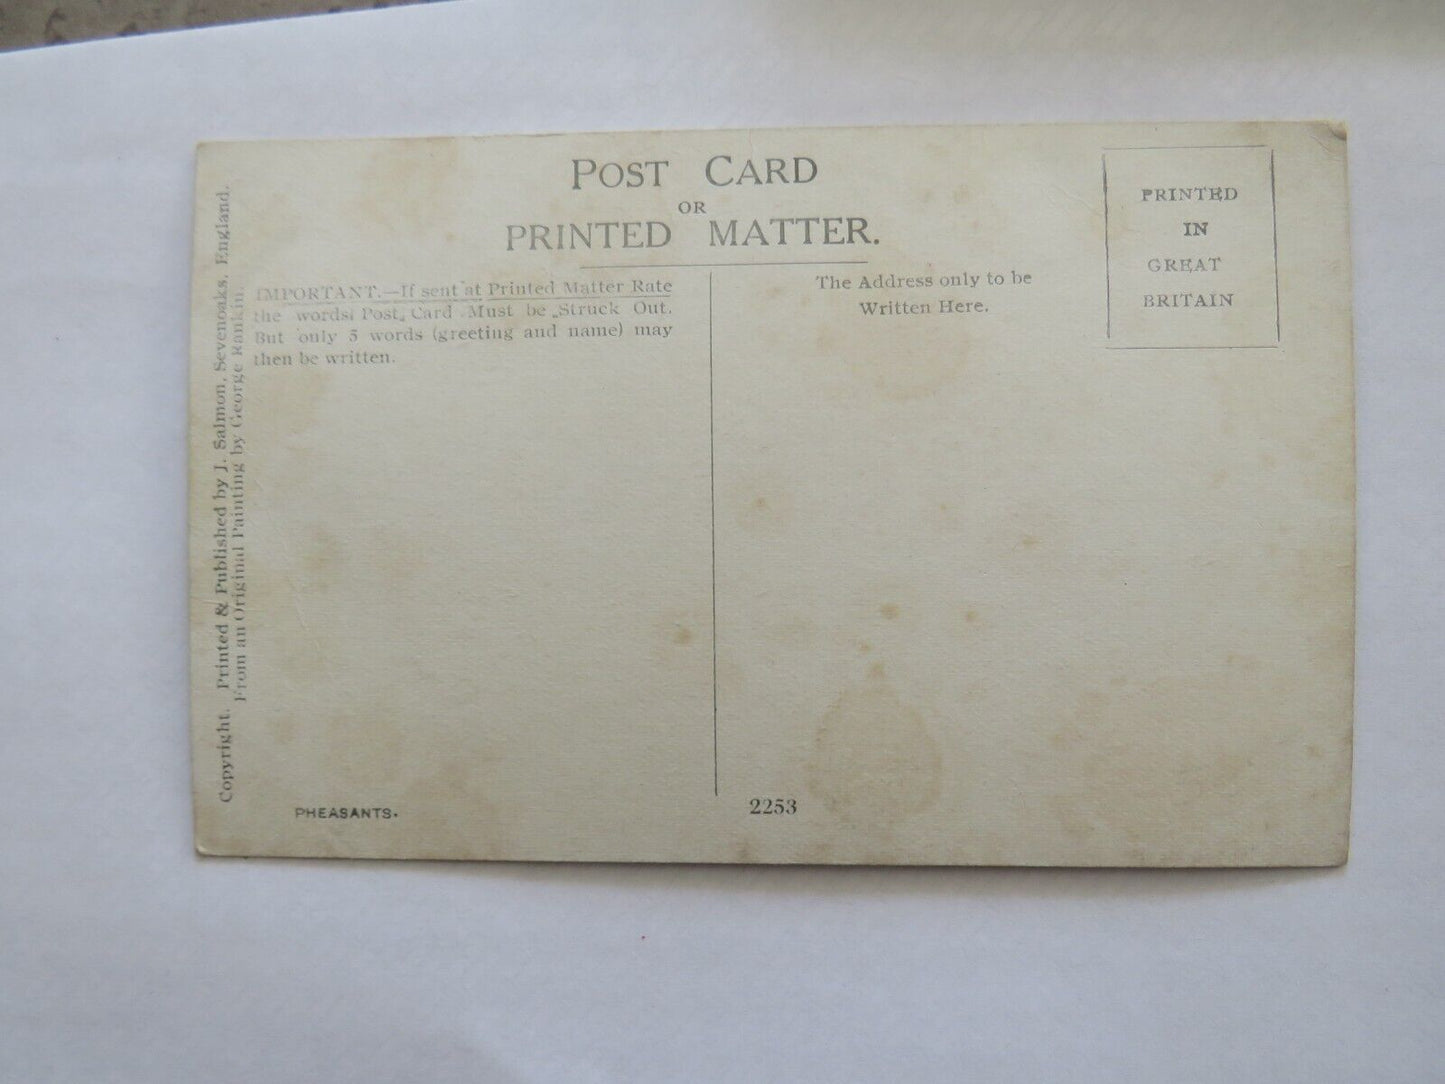 POST CARD
OR
PRINTED MATTER.
IMPORTANT.—If sent at Printed Matter Rate
the words Post Card Must be Struck Out.
But only 5 words (greeting and name) may
then be written.
The Address only to be
Written Here.
PRINTED
IN
GREAT
BRITAIN
Copyright. Printed & Published by J. Salmon, Sevenoaks, England.
From an Original Painting by George Rankin.
PHEASANTS.
2253